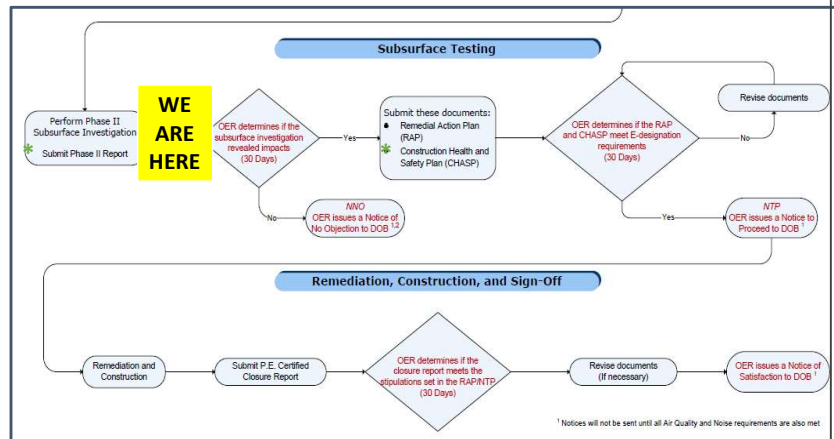 Subsurface Testing
Perform Phase II
Subsurface Investigation
* Submit Phase II Report
WE
ARE
HERE
OER determines if the
subsurface investigation
revealed impacts
(30 Days)
Yes
No
NNO
OER issues a Notice of
No Objection to DOB 1,2
Submit these documents:
• Remedial Action Plan
(RAP)
* Construction Health and
Safety Plan (CHASP)
OER determines if the RAP
and CHASP meet E-designation
requirements
(30 Days)
No
Revise documents
Yes
NTP
OER issues a Notice to
Proceed to DOB 1
Remediation, Construction, and Sign-Off
Remediation and
Construction
Submit P.E. Certified
Closure Report
OER determines if the
closure report meets the
stipulations set in the RAP/NTP
(30 Days)
Revise documents
(If necessary)
OER issues a Notice of
Satisfaction to DOB 1
1 Notices will not be sent until all Air Quality and Noise requirements are also met